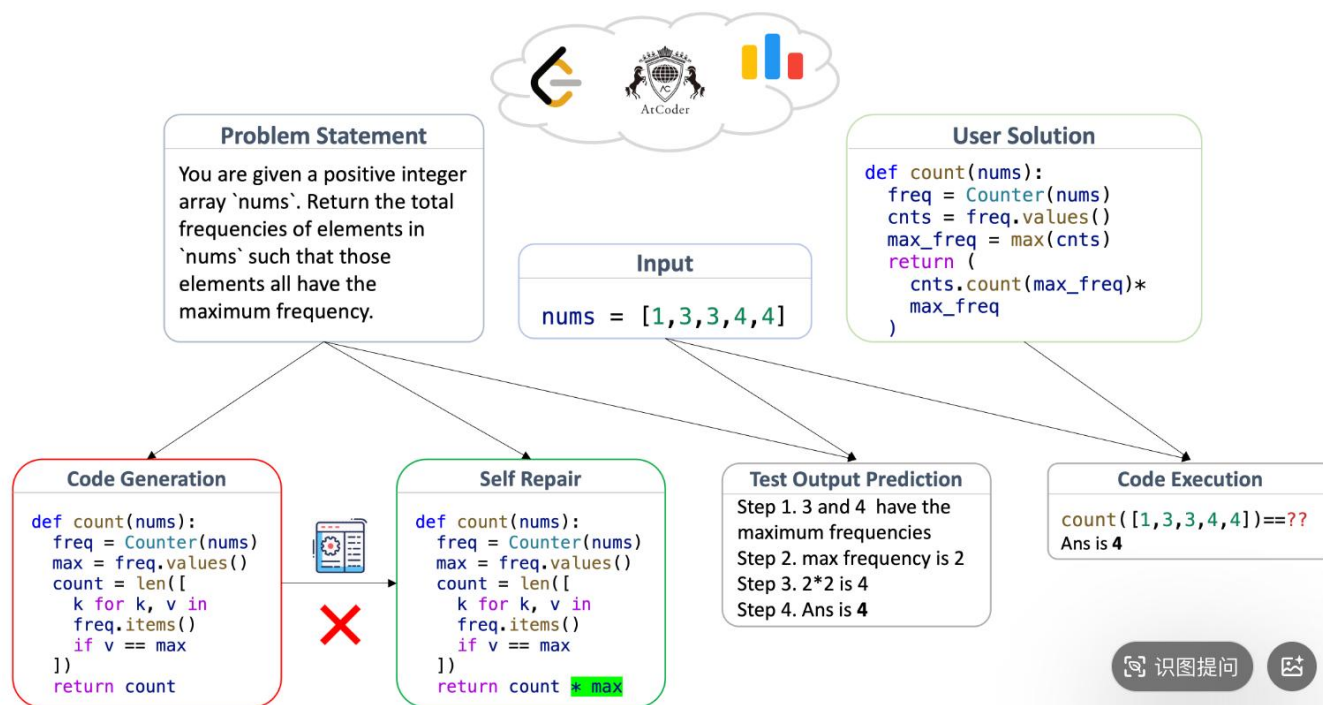 AC
AtCoder
Problem Statement
You are given a positive integer
array `nums`. Return the total
frequencies of elements in
`nums` such that those
elements all have the
maximum frequency.
Input
nums = [1,3,3,4,4]
User Solution
def count(nums):
  freq = Counter(nums)
  cnts = freq.values()
  max_freq = max(cnts)
  return (
    cnts.count(max_freq)*
    max_freq
  )
Code Generation
def count(nums):
  freq = Counter(nums)
  max = freq.values()
  count = len([
    k for k, v in
    freq.items()
    if v == max
  ])
  return count
Self Repair
def count(nums):
  freq = Counter(nums)
  max = freq.values()
  count = len([
    k for k, v in
    freq.items()
    if v == max
  ])
  return count * max
Test Output Prediction
Step 1. 3 and 4 have the
maximum frequencies
Step 2. max frequency is 2
Step 3. 2*2 is 4
Step 4. Ans is 4
Code Execution
count([1,3,3,4,4])==??
Ans is 4
识图提问